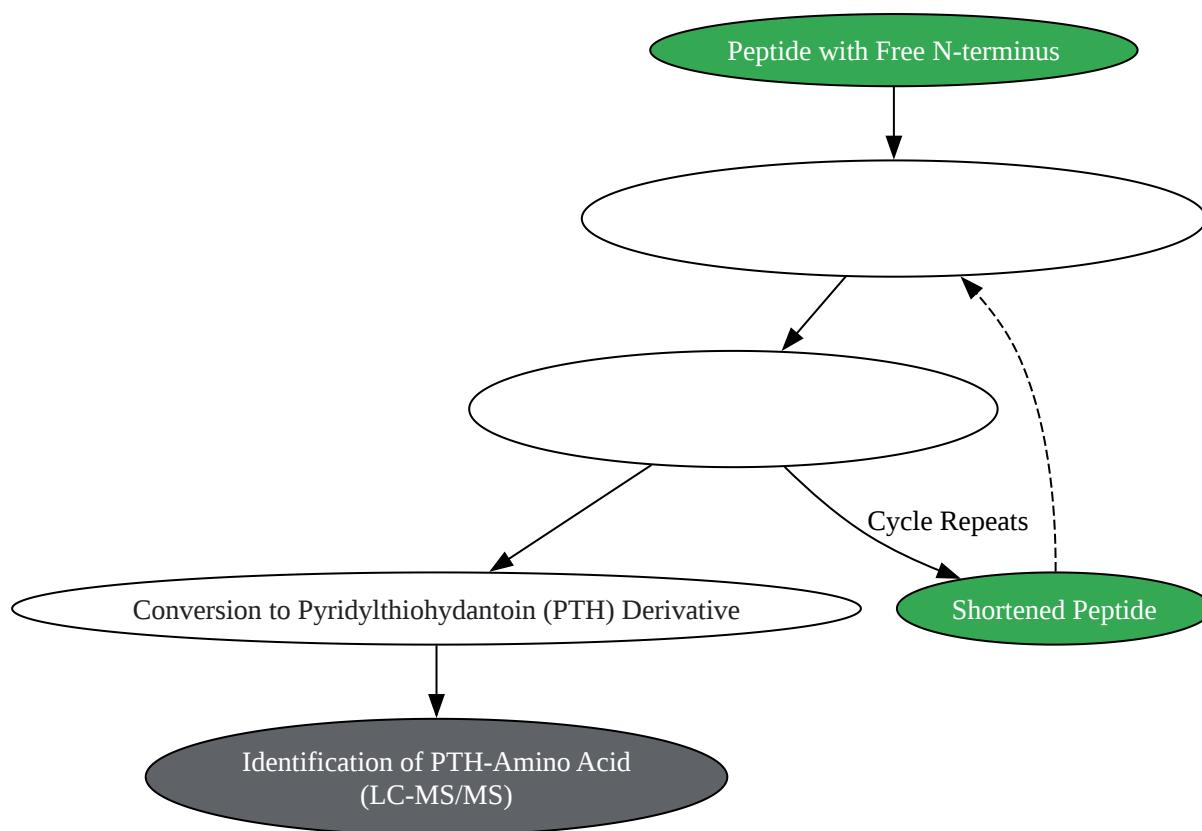 Peptide with Free N-terminus
Cycle Repeats
Conversion to Pyridylthiohydantoin (PTH) Derivative
Shortened Peptide
Identification of PTH-Amino Acid
(LC-MS/MS)